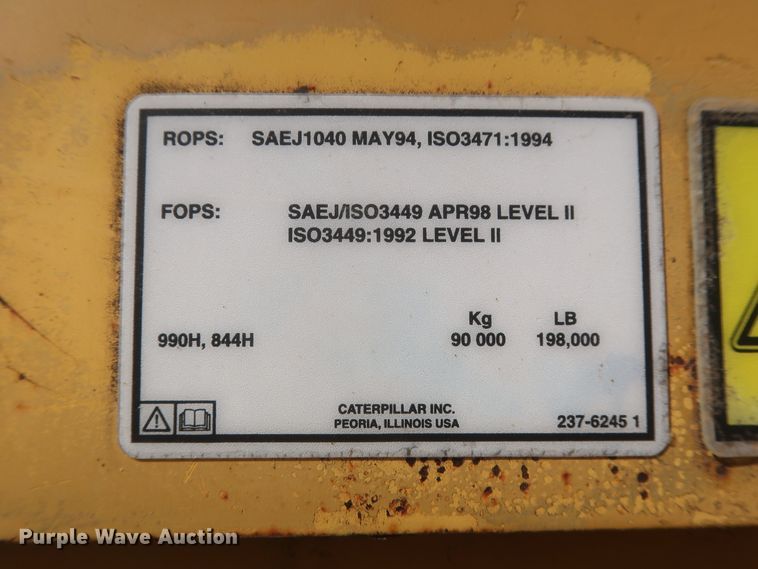 ROPS: SAEJ1040 MAY94, ISO3471:1994
FOPS: SAEJ/ISO3449 APR98 LEVEL II
ISO3449:1992 LEVEL II
Kg LB
990H, 844H 90 000 198,000
CATERPILLAR INC.
PEORIA, ILLINOIS USA
237-6245 1
Purple Wave Auction